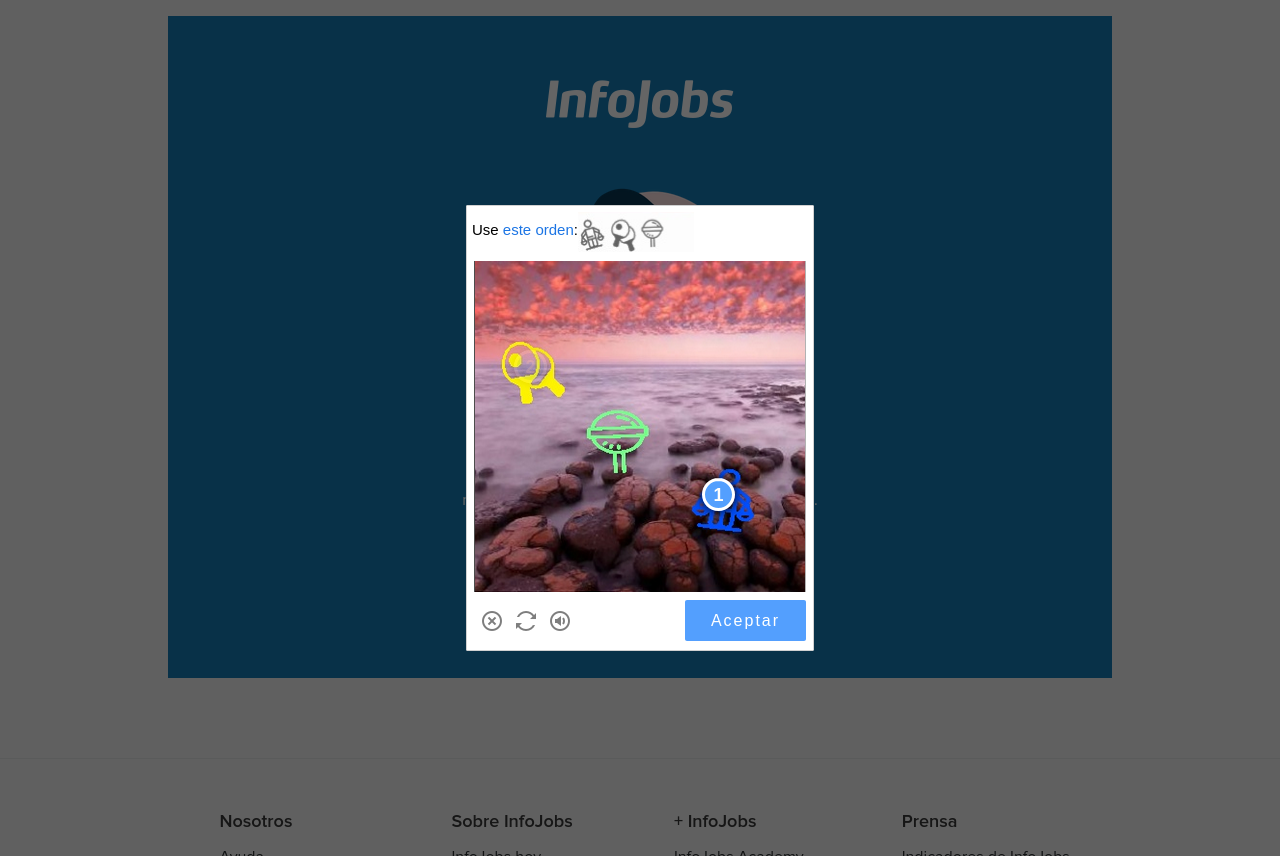 InfoJobs
Use este orden:
1
Aceptar
Nosotros
Sobre InfoJobs
+ InfoJobs
Prensa
Ayuda
InfoJobs hoy
InfoJobs Academy
Indicadores de InfoJobs